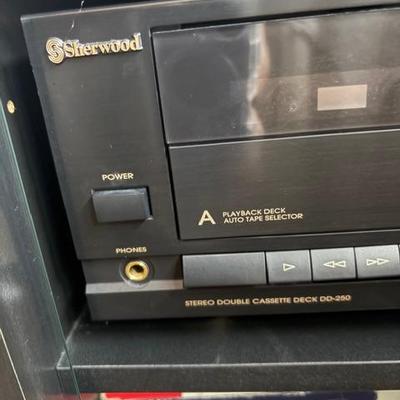 Sherwood
POWER
A PLAYBACK DECK
AUTO TAPE SELECTOR
PHONES
STEREO DOUBLE CASSETTE DECK DD-250